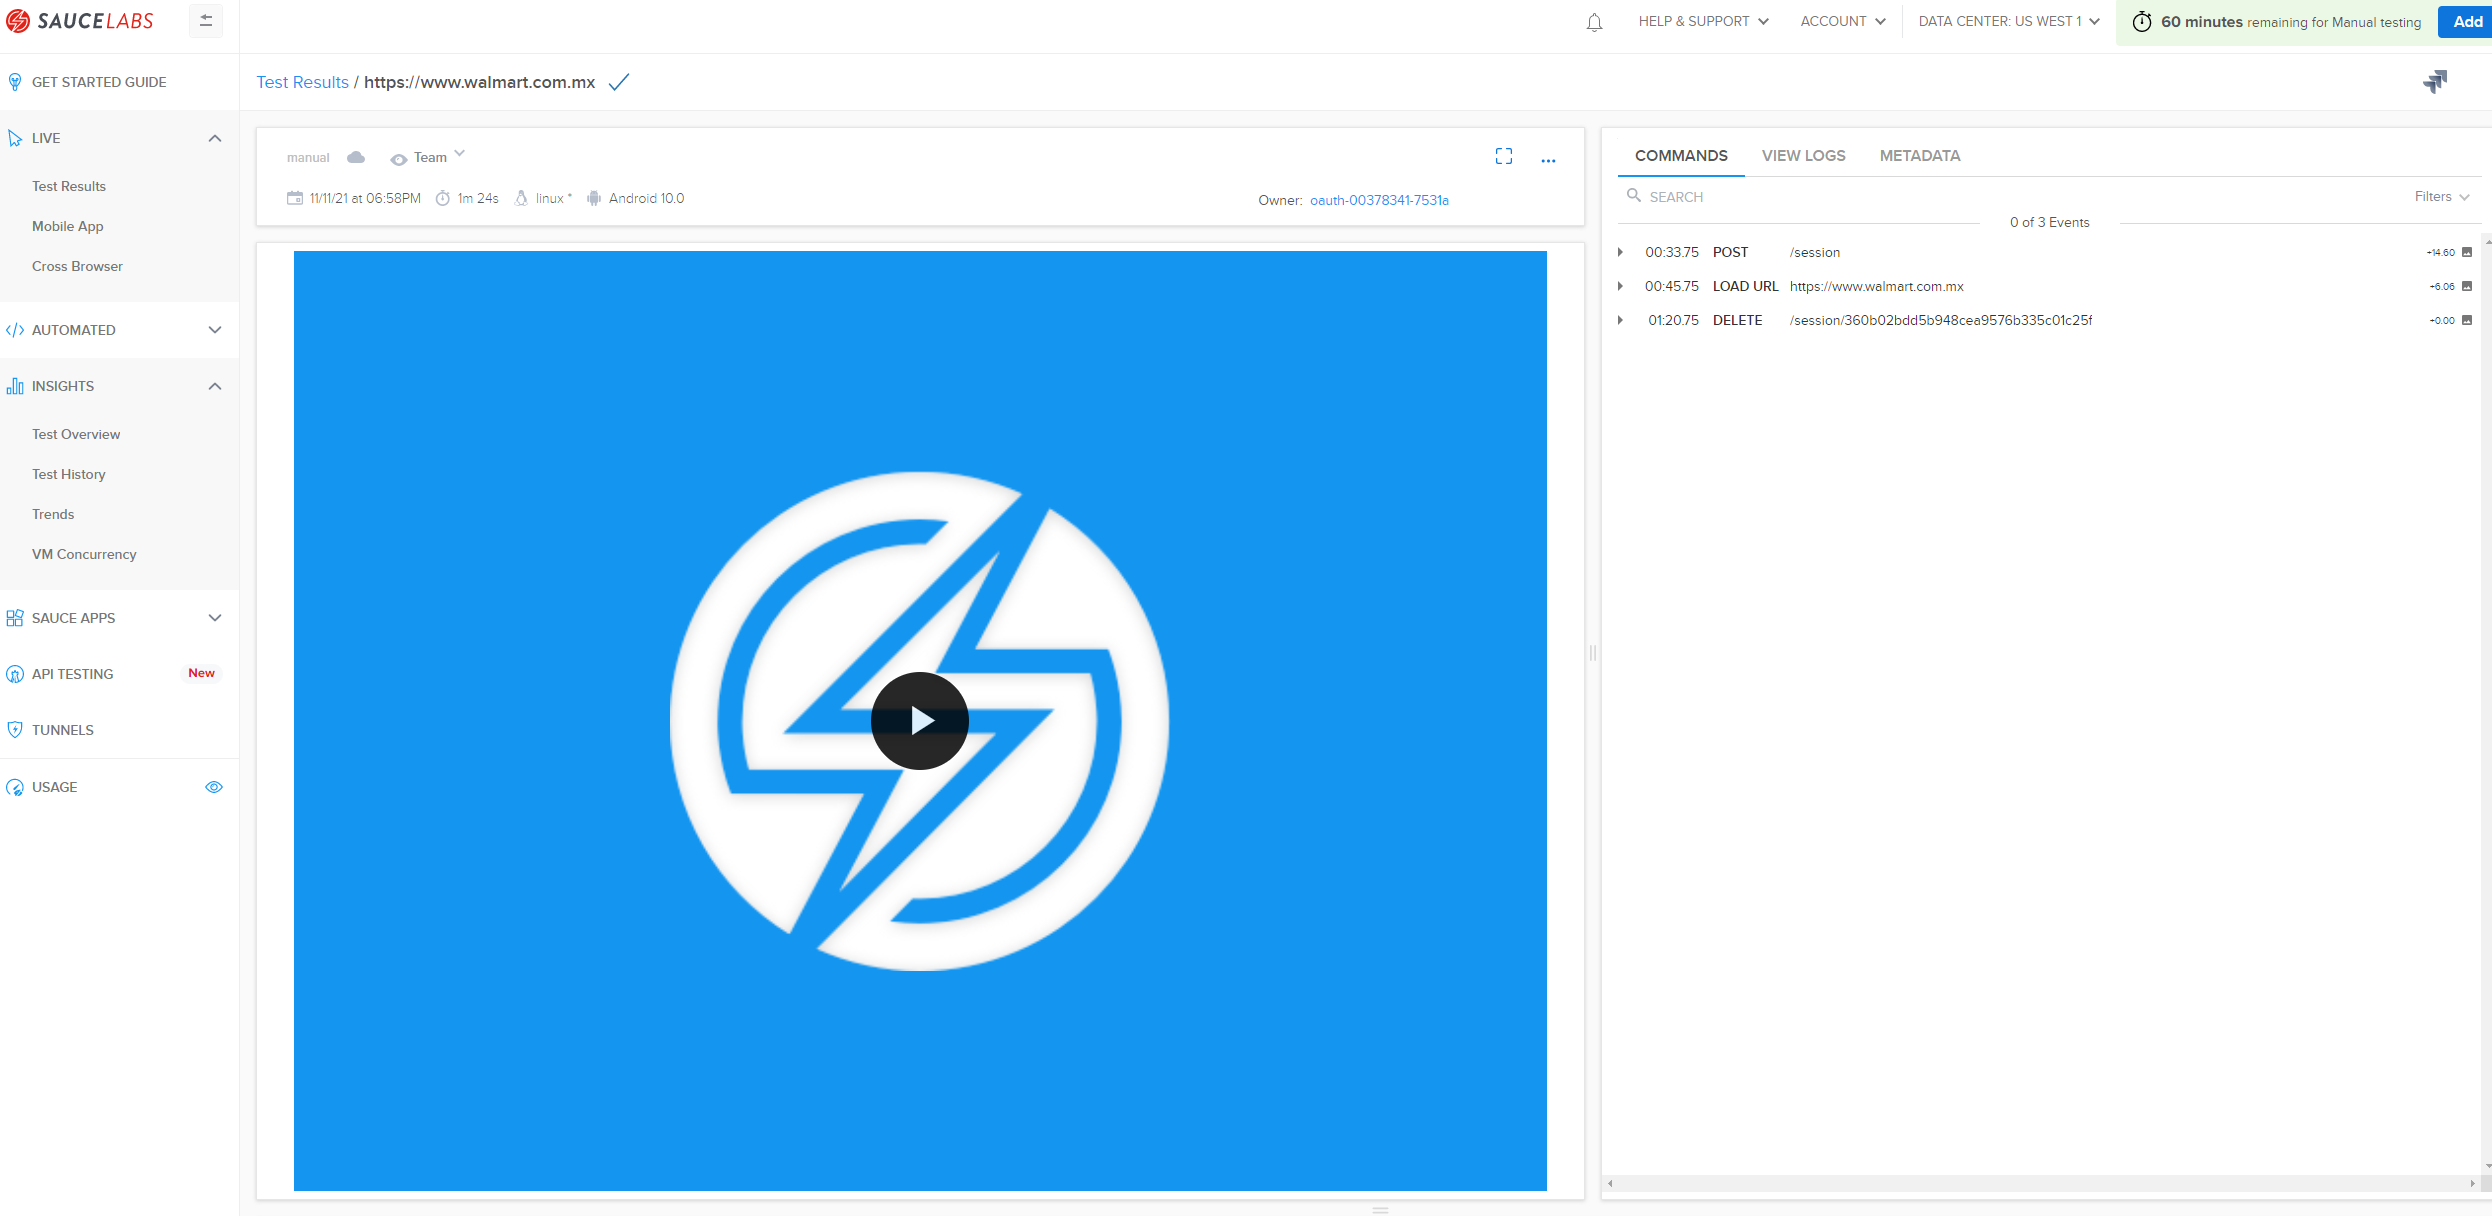 SAUCELABS
HELP & SUPPORT
ACCOUNT
DATA CENTER: US WEST 1
60 minutes remaining for Manual testing
Add
GET STARTED GUIDE
LIVE
Test Results
Mobile App
Cross Browser
AUTOMATED
INSIGHTS
Test Overview
Test History
Trends
VM Concurrency
SAUCE APPS
API TESTING New
TUNNELS
USAGE
Test Results / https://www.walmart.com.mx
manual Team
11/11/21 at 06:58PM 1m 24s linux * Android 10.0
Owner: oauth-00378341-7531a
COMMANDS VIEW LOGS METADATA
SEARCH Filters
0 of 3 Events
00:33.75 POST /session +14.60
00:45.75 LOAD URL https://www.walmart.com.mx +6.06
01:20.75 DELETE /session/360b02bdd5b948cea9576b335c01c25f +0.00